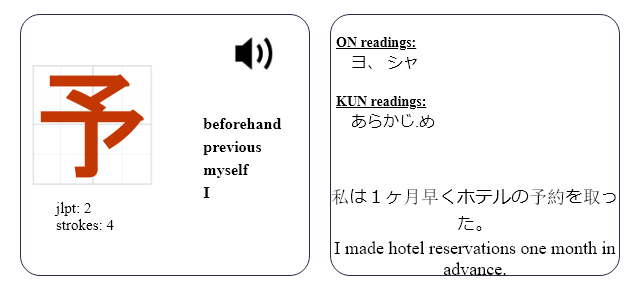 予
beforehand
previous
myself
I
jlpt: 2
strokes: 4
ON readings:
ヨ、 シャ
KUN readings:
あらかじ.め
私は１ヶ月早くホテルの予約を取っ
た。
I made hotel reservations one month in
advance.